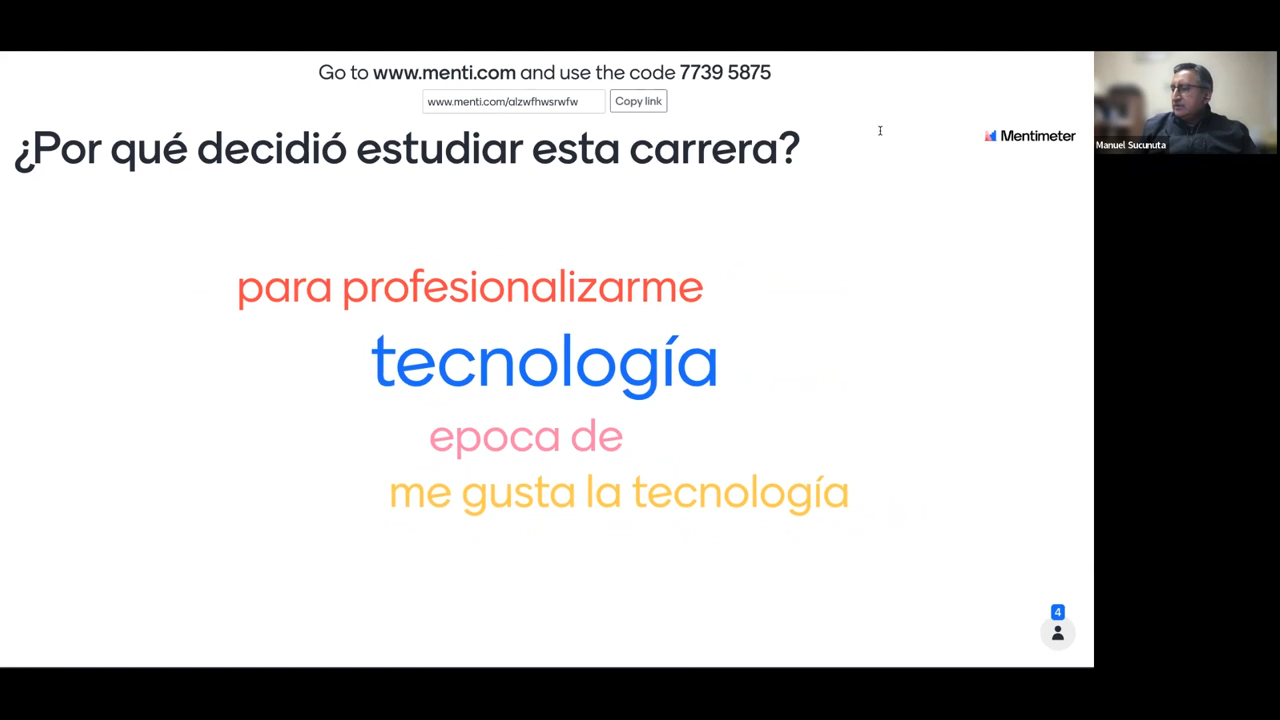 Go to www.menti.com and use the code 7739 5875
www.menti.com/alzwfhwsrwfw
Copy link
¿Por qué decidió estudiar esta carrera?
Mentimeter
Manuel Sucunuta
para profesionalizarme
tecnología
epoca de
me gusta la tecnología
4